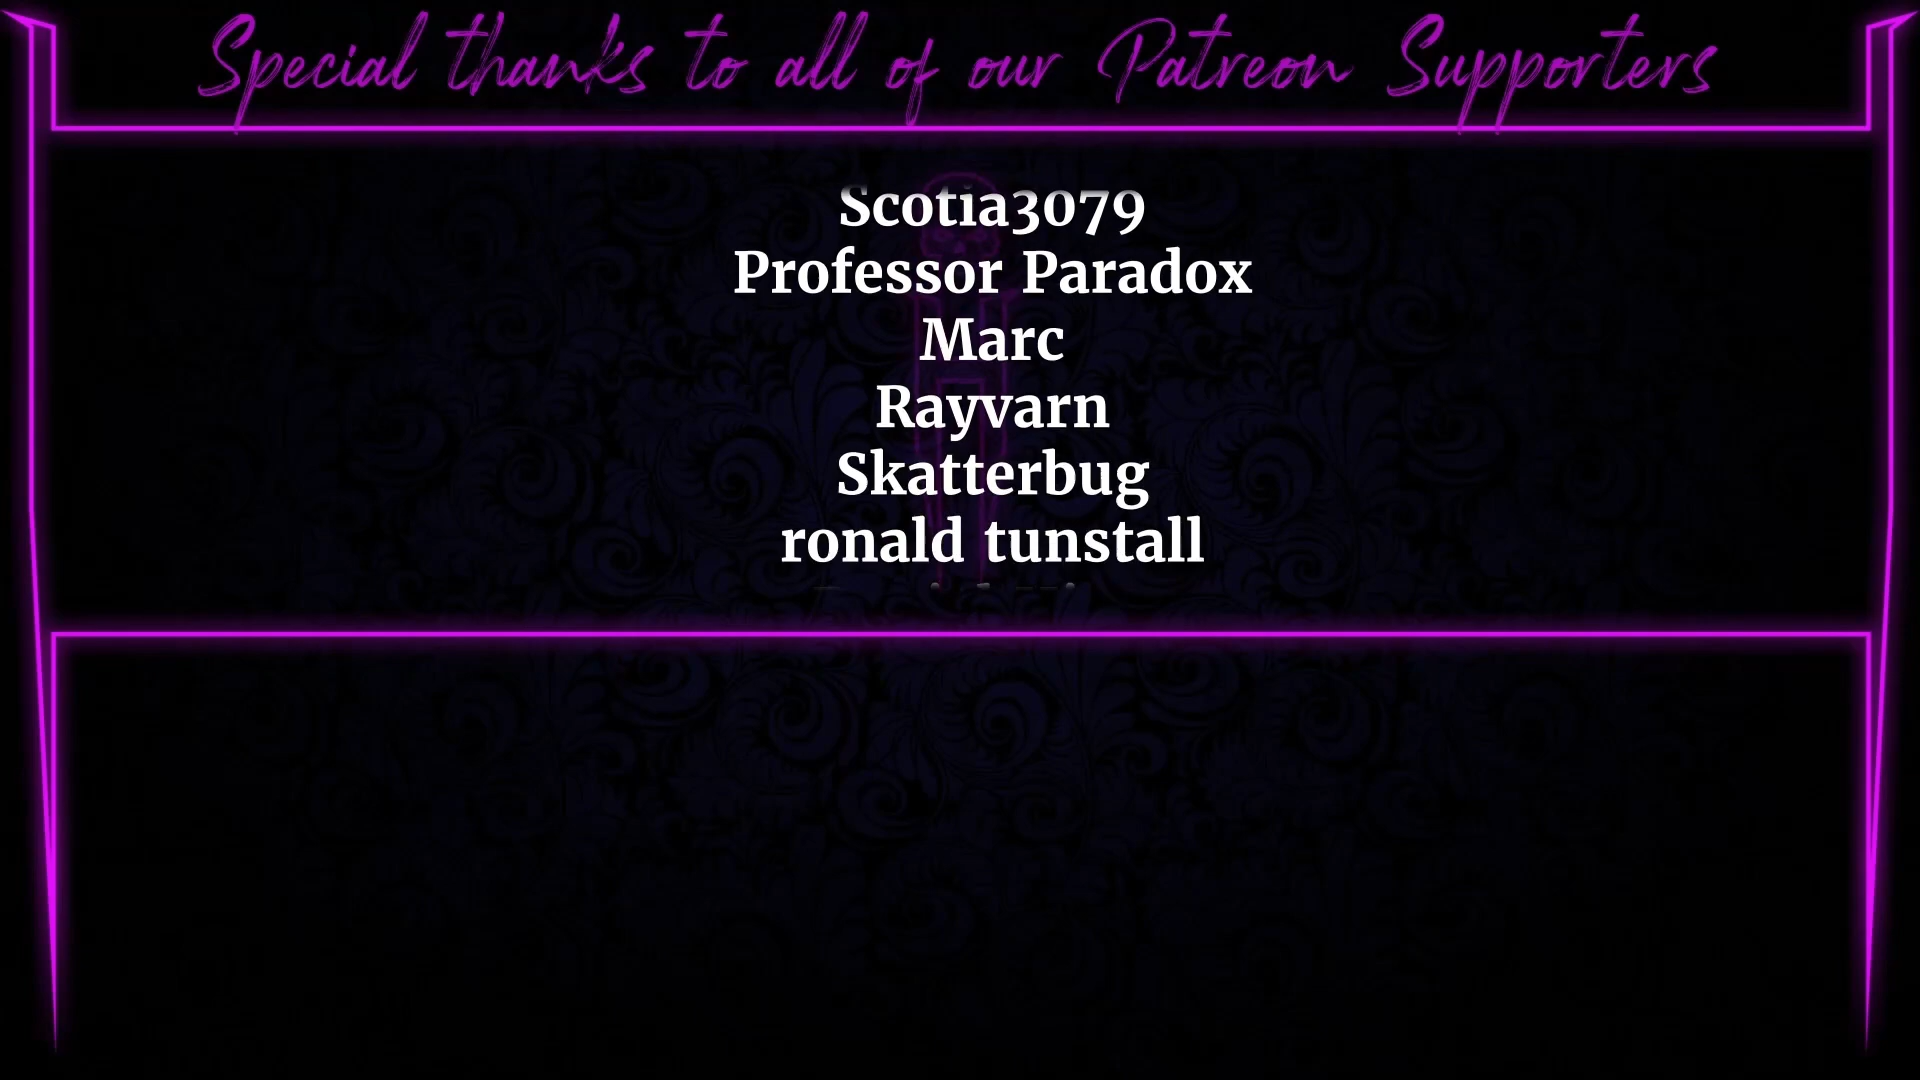 Special thanks to all of our Patreon Supporters
Scotia3079
Professor Paradox
Marc
Rayvarn
Skatterbug
ronald tunstall